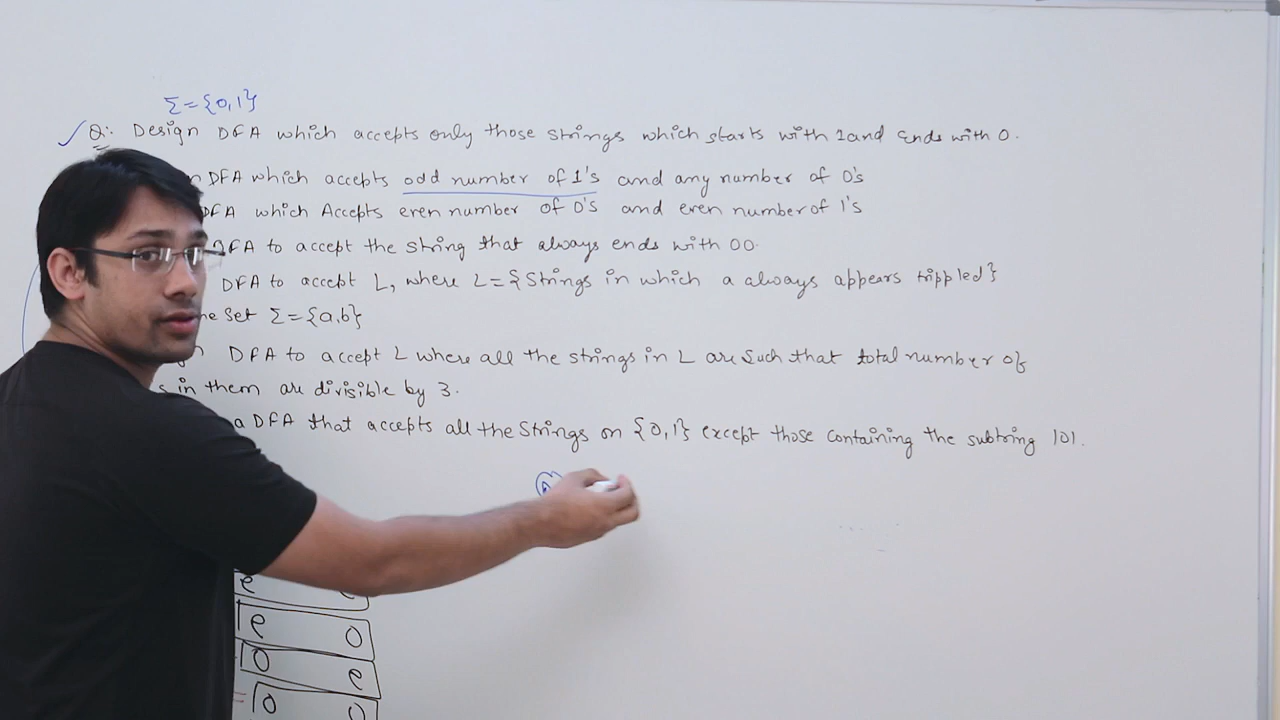 Σ={0,1}
Q:- Design DFA which accepts only those strings which starts with 1 and Ends with 0.
DFA which accepts odd number of 1's and any number of 0's
which Accepts even number of 0's and even number of 1's
DFA to accept the string that always ends with 00.
DFA to accept L, where L={Strings in which a always appears trippled}
Set Σ={a,b}
DFA to accept L where all the strings in L are such that total number of
in them are divisible by 3.
a DFA that accepts all the Strings on {0,1} except those containing the substring 101.
e
e 0
0 e
0 0